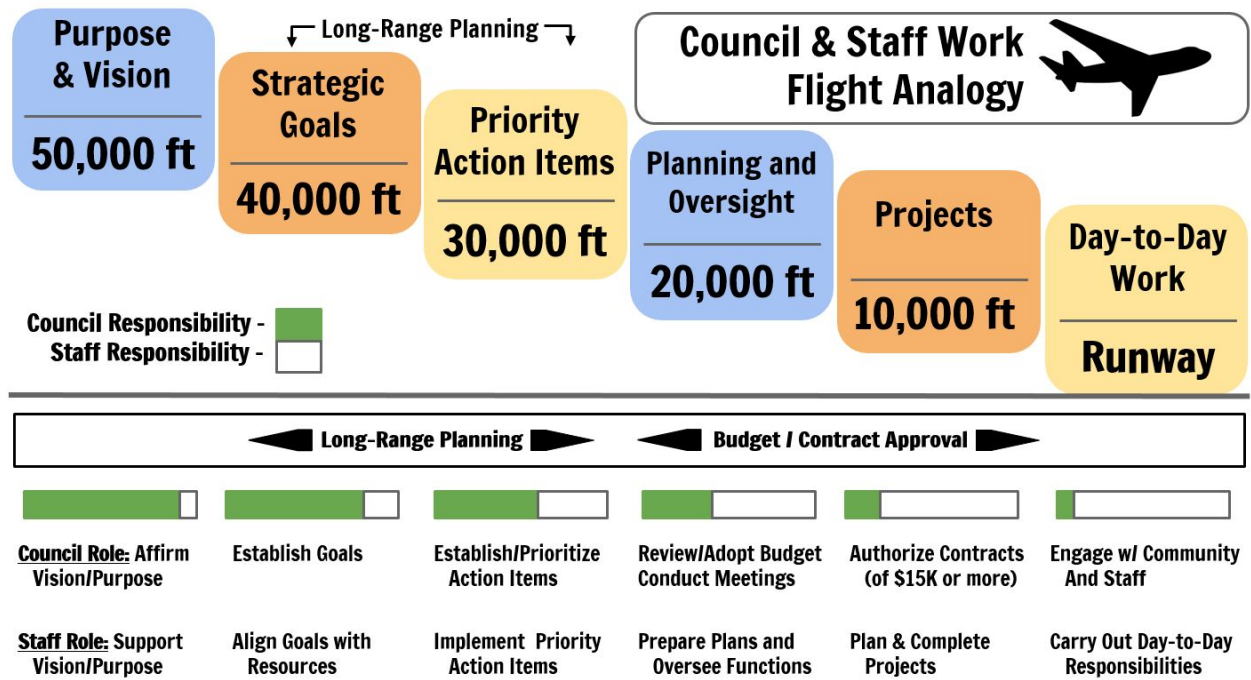 Purpose
& Vision
50,000 ft
Long-Range Planning
Strategic
Goals
40,000 ft
Priority
Action Items
30,000 ft
Council & Staff Work
Flight Analogy
Planning and
Oversight
20,000 ft
Projects
10,000 ft
Day-to-Day
Work
Runway
Council Responsibility -
Staff Responsibility -
Long-Range Planning
Budget / Contract Approval
Council Role: Affirm
Vision/Purpose
Establish Goals
Establish/Prioritize
Action Items
Review/Adopt Budget
Conduct Meetings
Authorize Contracts
(of $15K or more)
Engage w/ Community
And Staff
Staff Role: Support
Vision/Purpose
Align Goals with
Resources
Implement Priority
Action Items
Prepare Plans and
Oversee Functions
Plan & Complete
Projects
Carry Out Day-to-Day
Responsibilities